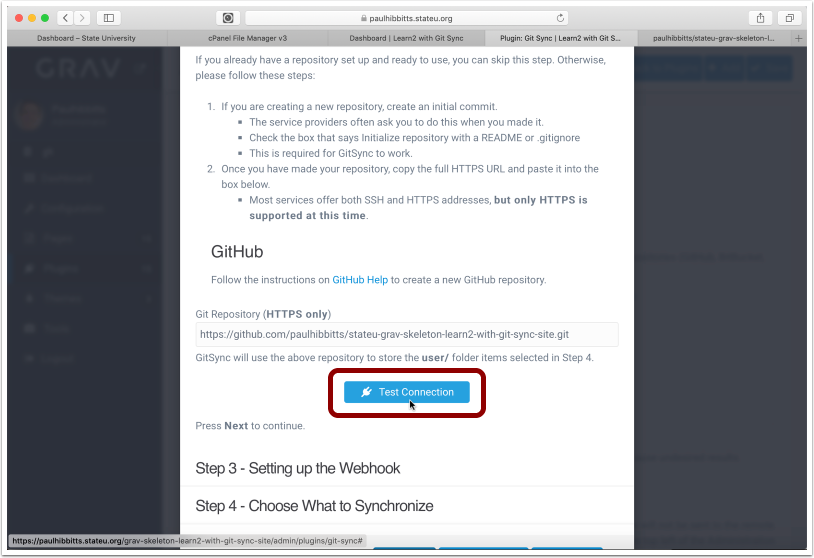 paulhibbitts.stateu.org
Dashboard – State University
cPanel File Manager v3
Dashboard | Learn2 with Git Sync
Plugin: Git Sync | Learn2 with Git S...
paulhibbitts/stateu-grav-skeleton-l...
GRAV
If you already have a repository set up and ready to use, you can skip this step. Otherwise,
please follow these steps:
1. If you are creating a new repository, create an initial commit.
The service providers often ask you to do this when you made it.
Check the box that says Initialize repository with a README or .gitignore
This is required for GitSync to work.
2. Once you have made your repository, copy the full HTTPS URL and paste it into the
box below.
Most services offer both SSH and HTTPS addresses, but only HTTPS is
supported at this time.
GitHub
Follow the instructions on GitHub Help to create a new GitHub repository.
Git Repository (HTTPS only)
https://github.com/paulhibbitts/stateu-grav-skeleton-learn2-with-git-sync-site.git
GitSync will use the above repository to store the user/ folder items selected in Step 4.
Test Connection
Press Next to continue.
Step 3 - Setting up the Webhook
Step 4 - Choose What to Synchronize
https://paulhibbitts.stateu.org/grav-skeleton-learn2-with-git-sync-site/admin/plugins/git-sync#